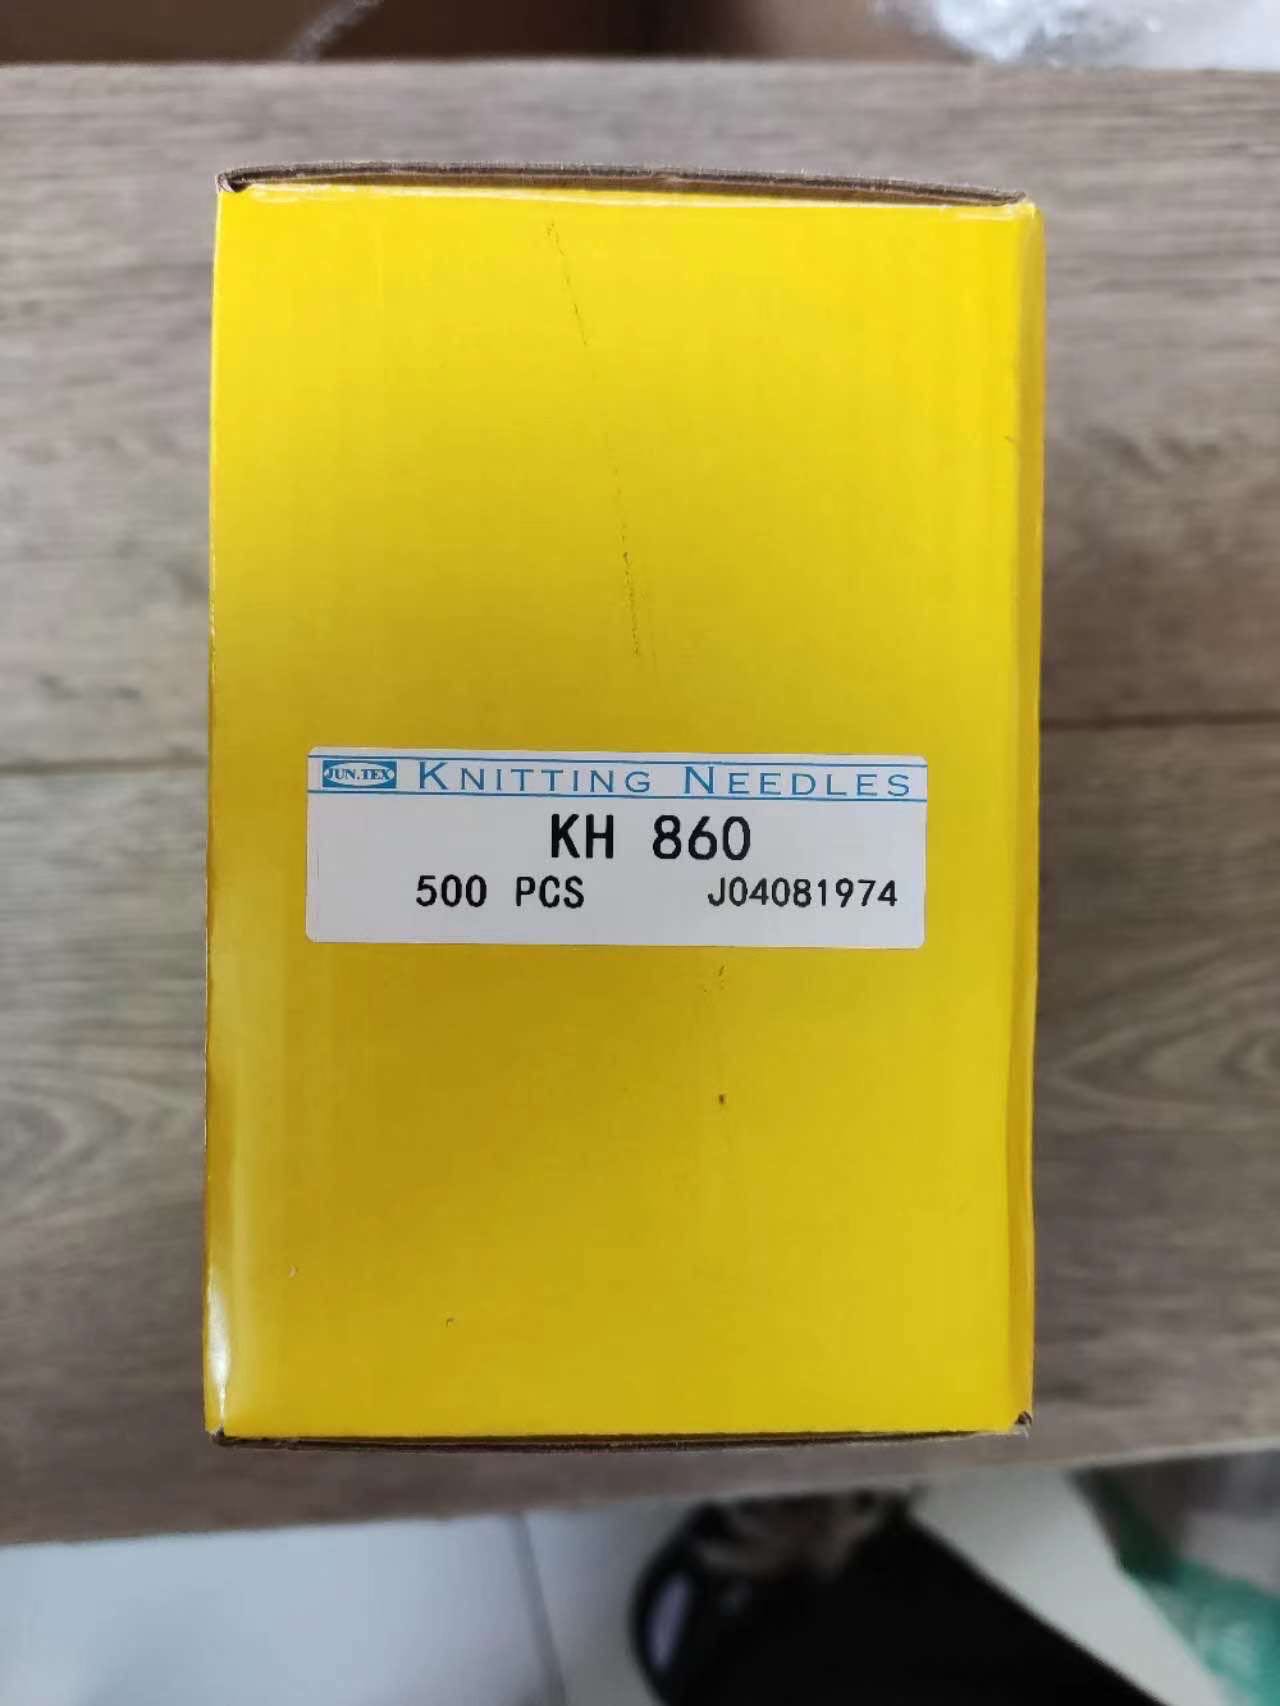 JUN.TEX KNITTING NEEDLES
KH 860
500 PCS J04081974